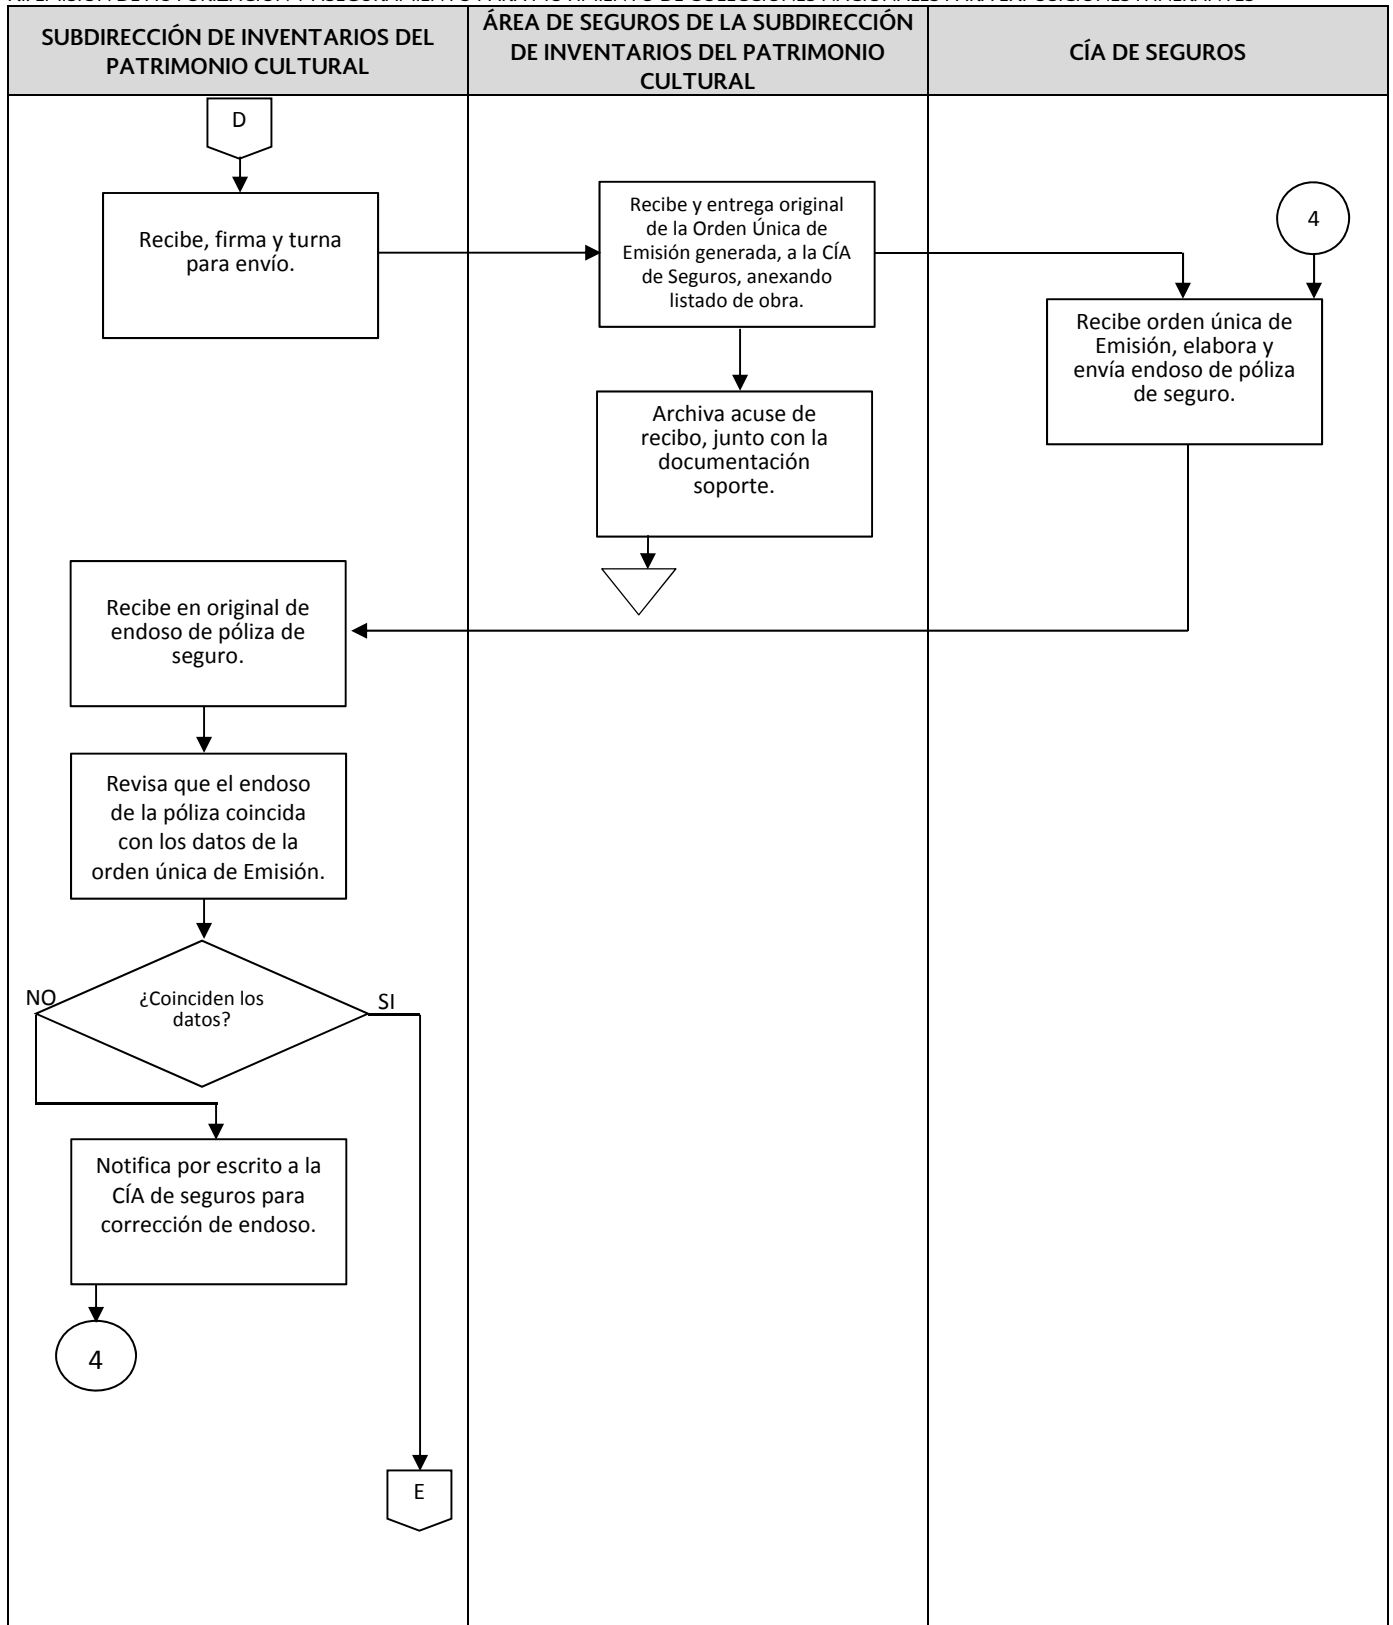 SUBDIRECCIÓN DE INVENTARIOS DEL
PATRIMONIO CULTURAL
ÁREA DE SEGUROS DE LA SUBDIRECCIÓN
DE INVENTARIOS DEL PATRIMONIO
CULTURAL
CÍA DE SEGUROS
D
Recibe, firma y turna
para envío.
Recibe y entrega original
de la Orden Única de
Emisión generada, a la CÍA
de Seguros, anexando
listado de obra.
4
Recibe orden única de
Emisión, elabora y
envía endoso de póliza
de seguro.
Archiva acuse de
recibo, junto con la
documentación
soporte.
Recibe en original de
endoso de póliza de
seguro.
Revisa que el endoso
de la póliza coincida
con los datos de la
orden única de Emisión.
NO
¿Coinciden los
datos?
SI
Notifica por escrito a la
CÍA de seguros para
corrección de endoso.
4
E